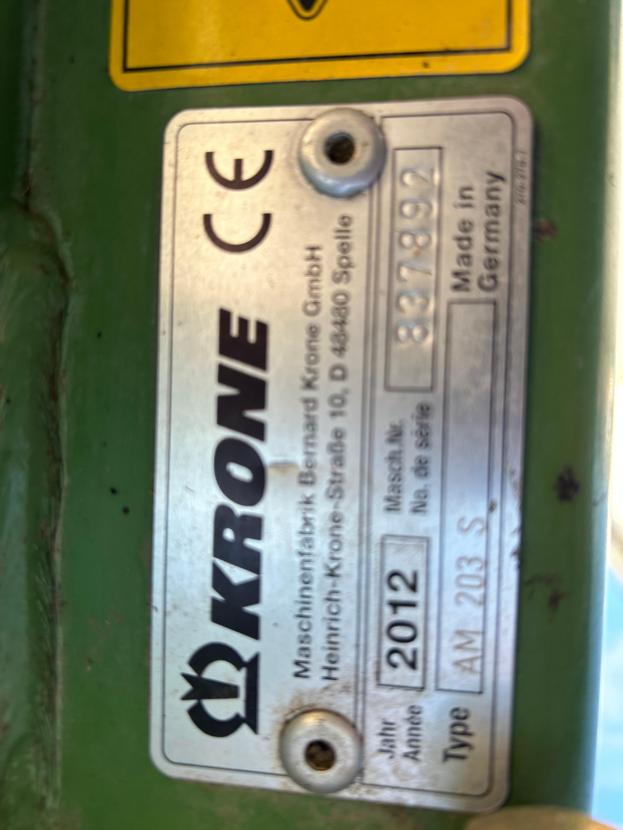 KRONE CE
Maschinenfabrik Bernard Krone GmbH
Heinrich-Krone-Straße 10, D 48480 Spelle
Jahr
Année
2012
Masch.Nr.
No. de série
837892
Type
AM 203 S
Made in
Germany